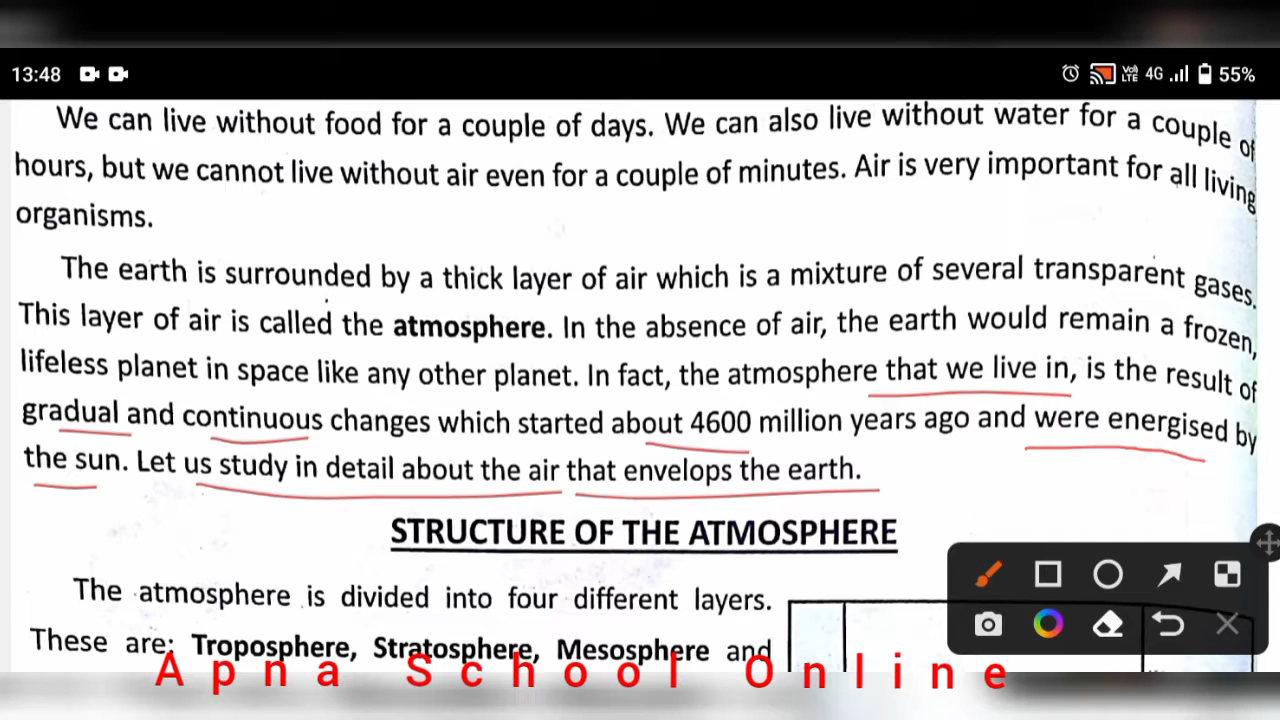 13:48 Vo) LTE 4G 55%
We can live without food for a couple of days. We can also live without water for a couple of
hours, but we cannot live without air even for a couple of minutes. Air is very important for all living
organisms.
The earth is surrounded by a thick layer of air which is a mixture of several transparent gases.
This layer of air is called the atmosphere. In the absence of air, the earth would remain a frozen,
lifeless planet in space like any other planet. In fact, the atmosphere that we live in, is the result of
gradual and continuous changes which started about 4600 million years ago and were energised by
the sun. Let us study in detail about the air that envelops the earth.
STRUCTURE OF THE ATMOSPHERE
The atmosphere is divided into four different layers.
These are: Troposphere, Stratosphere, Mesosphere and
Apna School Online